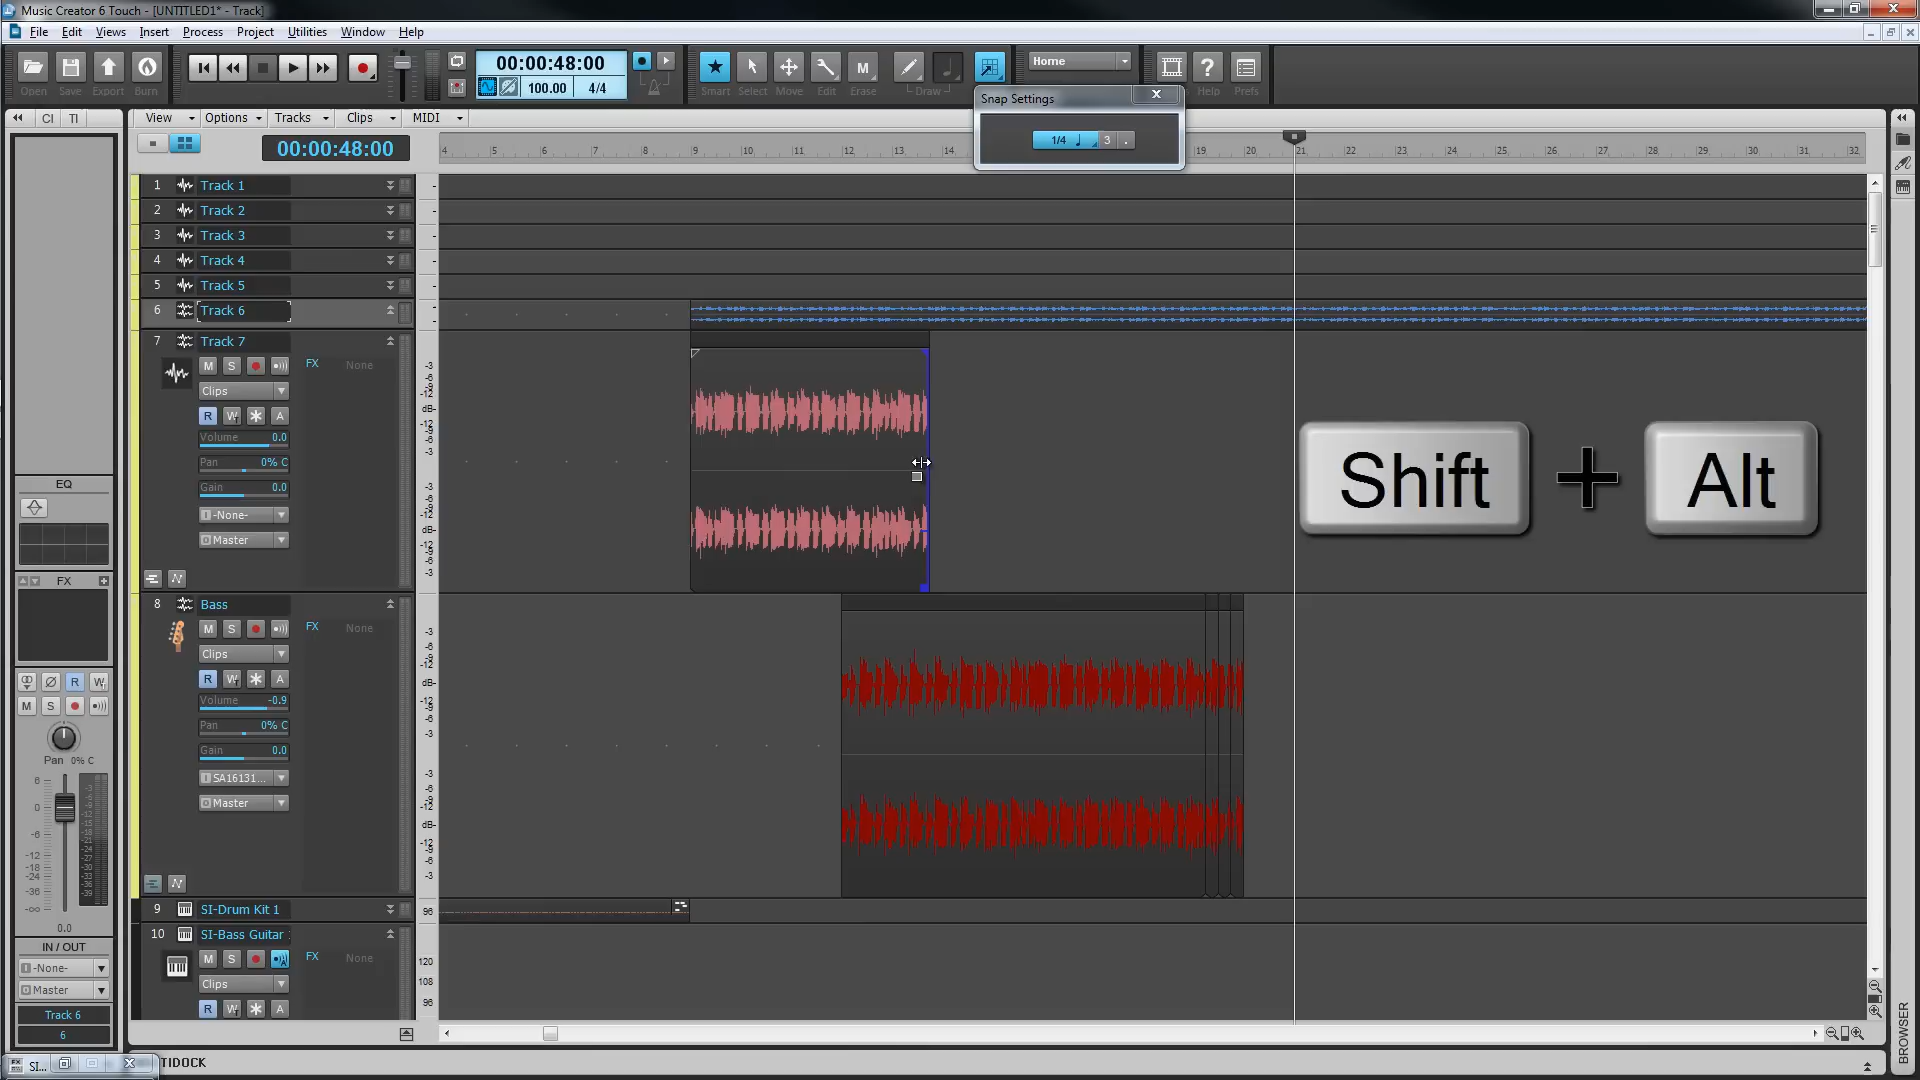 Music Creator 6 Touch - [UNTITLED1* - Track]
File Edit Views Insert Process Project Utilities Window Help
00:00:48:00
100.00 4/4
Open Save Export Burn
Smart Select Move Edit Erase Draw
M
Home
Help Prefs
Snap Settings
1/4 3 .
CI TI
View Options Tracks Clips MIDI
00:00:48:00
4 5 6 7 8 9 10 11 12 13 14 19 20 21 22 23 24 25 26 27 28 29 30 31 32
1 Track 1
2 Track 2
3 Track 3
4 Track 4
5 Track 5
6 Track 6
7 Track 7
M S FX None
Clips
R W * A
Volume 0.0
Pan 0% C
Gain 0.0
-None-
Master
Shift + Alt
8 Bass
M S FX None
Clips
R W * A
Volume -0.9
Pan 0% C
Gain 0.0
SA16131...
Master
9 SI-Drum Kit 1
96
10 SI-Bass Guitar
M S FX None
Clips
R W * A
120
108
96
EQ
FX
R W
M S
Pan 0% C
6
0
-6
-12
-18
-24
-36
-∞
0.0
IN / OUT
-None-
Master
Track 6
6
SI...
TIDOCK
BROWSER